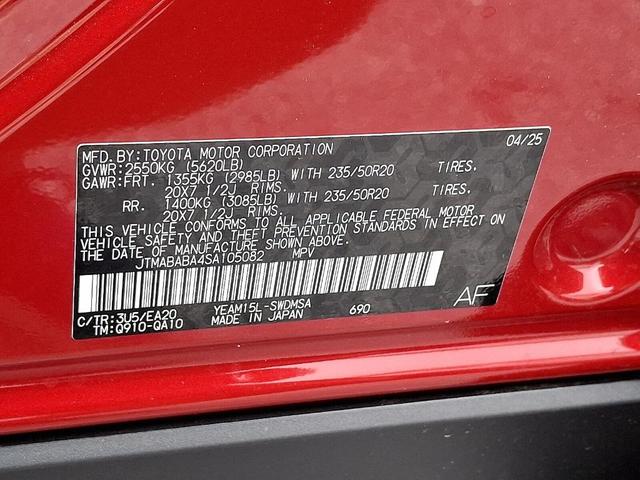 MFD. BY: TOYOTA MOTOR CORPORATION 04/25
GVWR: 2550KG (5620LB)
GAWR: FRT. 1355KG (2985LB) WITH 235/50R20 TIRES.
20X7 1/2J RIMS.
RR. 1400KG (3085LB) WITH 235/50R20 TIRES.
20X7 1/2J RIMS.
THIS VEHICLE CONFORMS TO ALL APPLICABLE FEDERAL MOTOR
VEHICLE SAFETY AND THEFT PREVENTION STANDARDS IN EFFECT ON
THE DATE OF MANUFACTURE SHOWN ABOVE.
JTMABABA4SA105082 MPV
C/TR: 3U5/EA20 YEAM15L-SWDMSA 690 AF
TM: Q910-QA10 MADE IN JAPAN